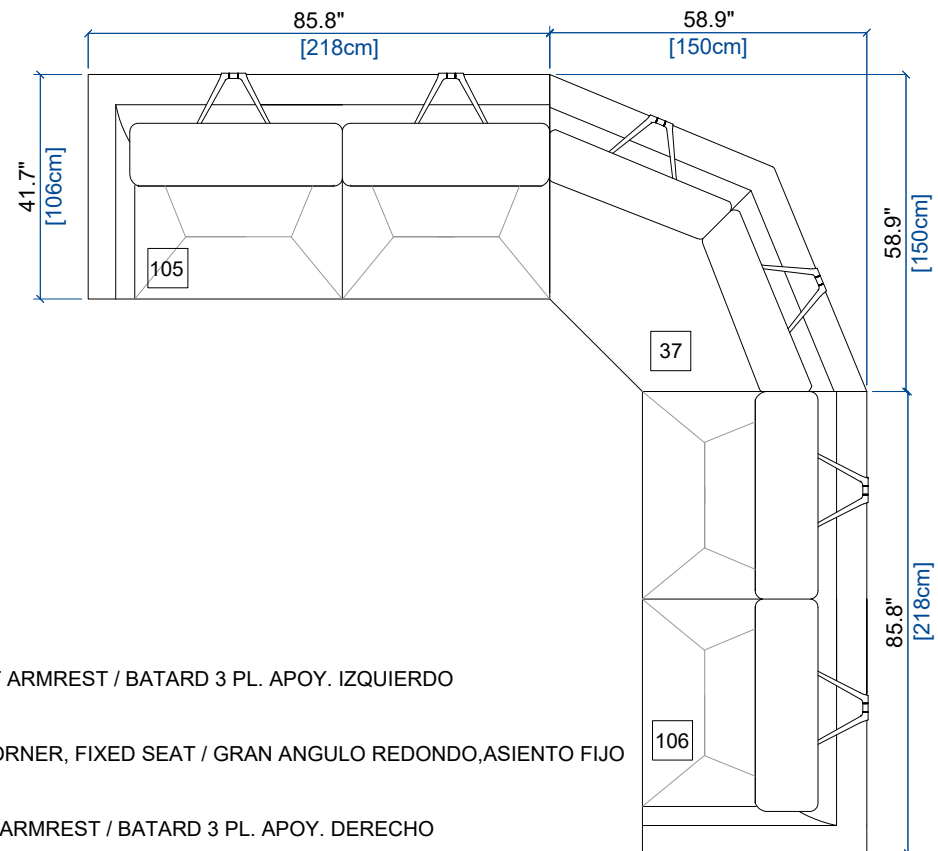 85.8"
[218cm]
58.9"
[150cm]
41.7"
[106cm]
58.9"
[150cm]
105
37
85.8"
[218cm]
106
ARMREST / BATARD 3 PL. APOY. IZQUIERDO
CORNER, FIXED SEAT / GRAN ANGULO REDONDO,ASIENTO FIJO
ARMREST / BATARD 3 PL. APOY. DERECHO